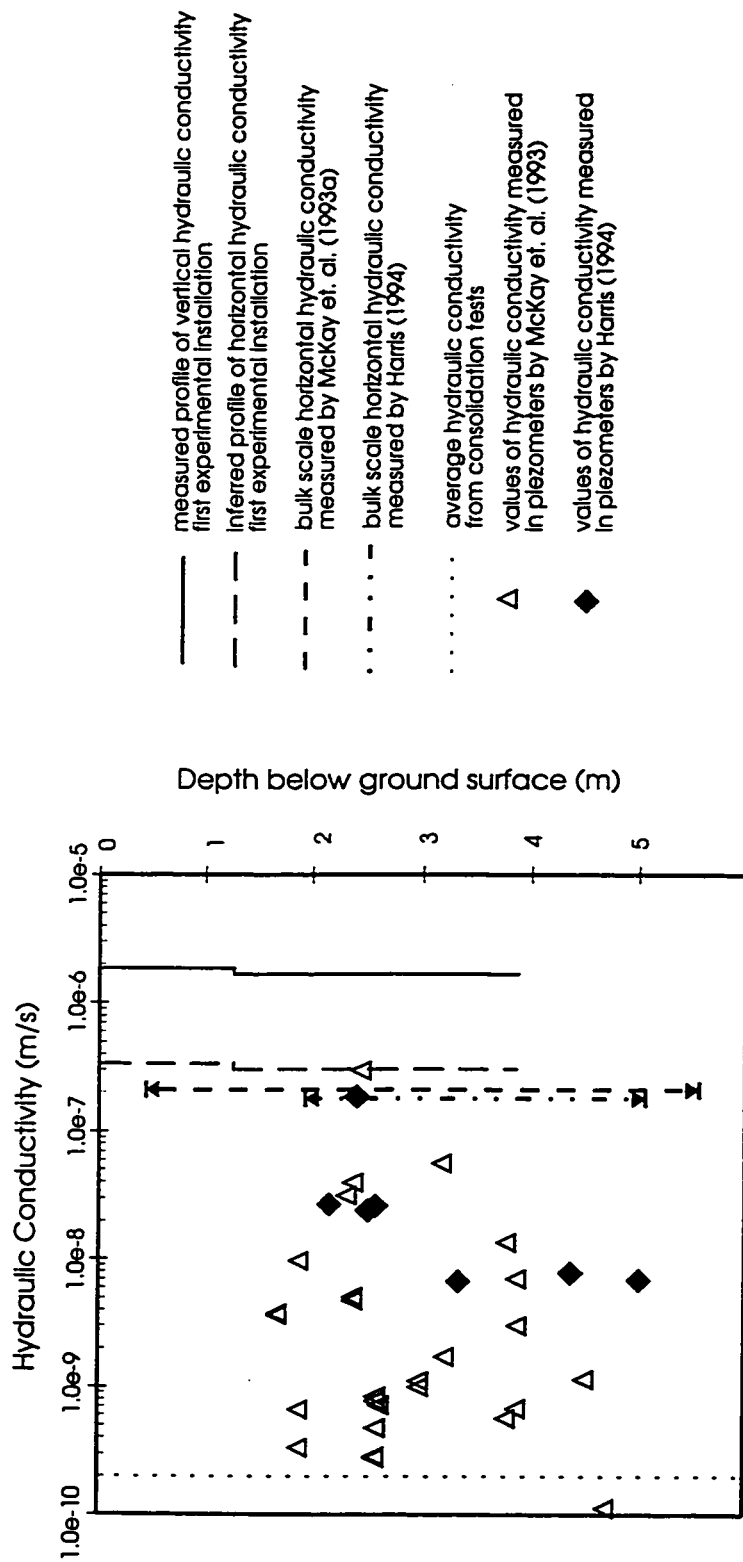 Hydraulic Conductivity (m/s)
1.0e-10
1.0e-9
1.0e-8
1.0e-7
1.0e-6
1.0e-5
0
1
2
3
4
5
Depth below ground surface (m)
measured profile of vertical hydraulic conductivity
first experimental installation
inferred profile of horizontal hydraulic conductivity
first experimental installation
bulk scale horizontal hydraulic conductivity
measured by McKay et. al. (1993a)
bulk scale horizontal hydraulic conductivity
measured by Harris (1994)
average hydraulic conductivity
from consolidation tests
values of hydraulic conductivity measured
in piezometers by McKay et. al. (1993)
values of hydraulic conductivity measured
in piezometers by Harris (1994)